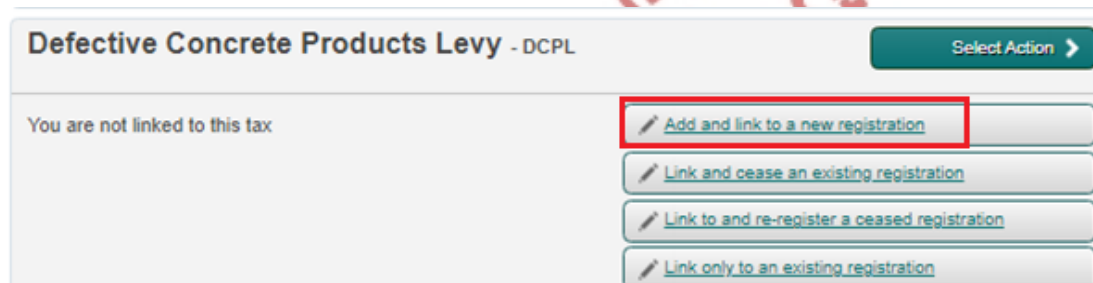 Defective Concrete Products Levy - DCPL
Select Action
You are not linked to this tax
Add and link to a new registration
Link and cease an existing registration
Link to and re-register a ceased registration
Link only to an existing registration